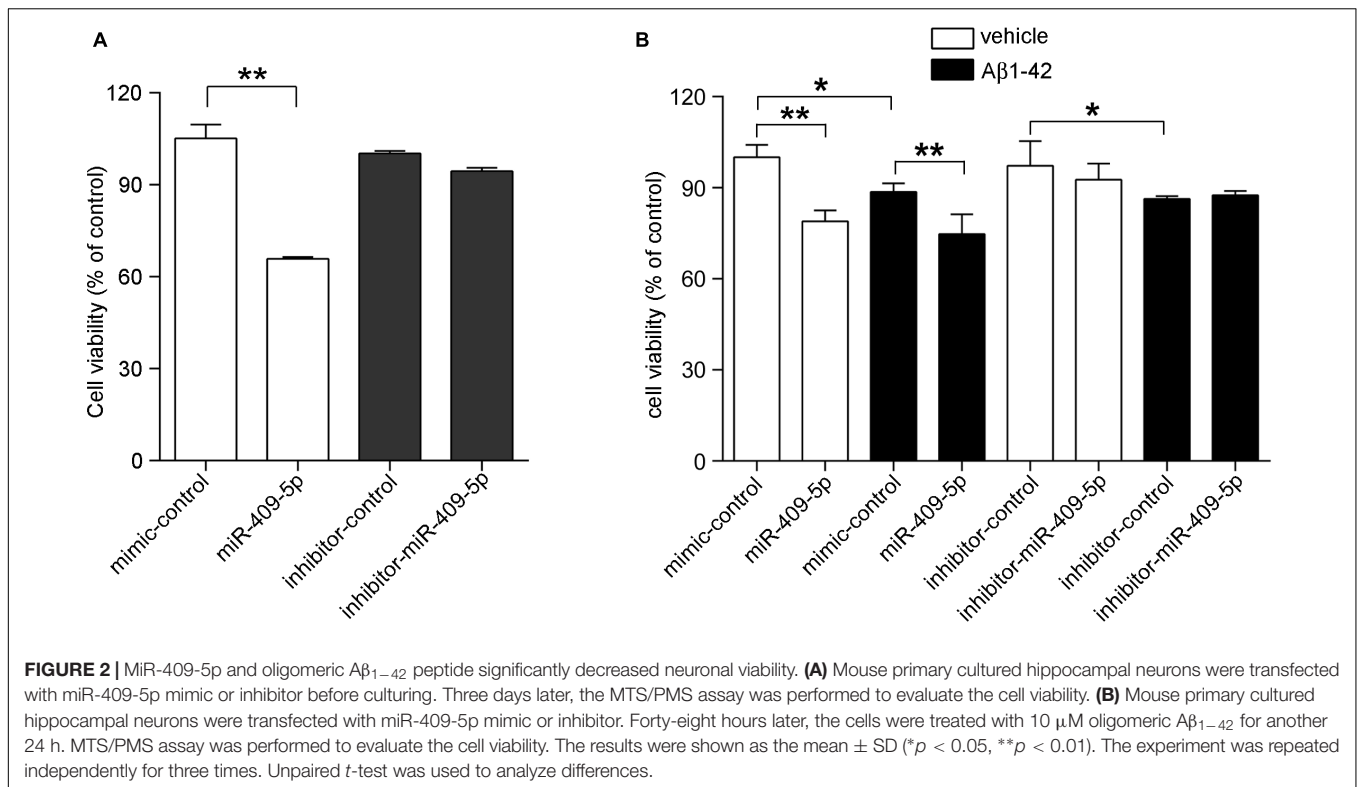 A
**
120
90
60
30
0
Cell viability (% of control)
mimic-control
miR-409-5p
inhibitor-control
inhibitor-miR-409-5p
B
vehicle
Aβ1-42
*
**
**
*
120
90
60
30
0
cell viability (% of control)
mimic-control
miR-409-5p
mimic-control
miR-409-5p
inhibitor-control
inhibitor-miR-409-5p
inhibitor-control
inhibitor-miR-409-5p
FIGURE 2 | MiR-409-5p and oligomeric Aβ1−42 peptide significantly decreased neuronal viability. (A) Mouse primary cultured hippocampal neurons were transfected
with miR-409-5p mimic or inhibitor before culturing. Three days later, the MTS/PMS assay was performed to evaluate the cell viability. (B) Mouse primary cultured
hippocampal neurons were transfected with miR-409-5p mimic or inhibitor. Forty-eight hours later, the cells were treated with 10 μM oligomeric Aβ1−42 for another
24 h. MTS/PMS assay was performed to evaluate the cell viability. The results were shown as the mean ± SD (*p < 0.05, **p < 0.01). The experiment was repeated
independently for three times. Unpaired t-test was used to analyze differences.